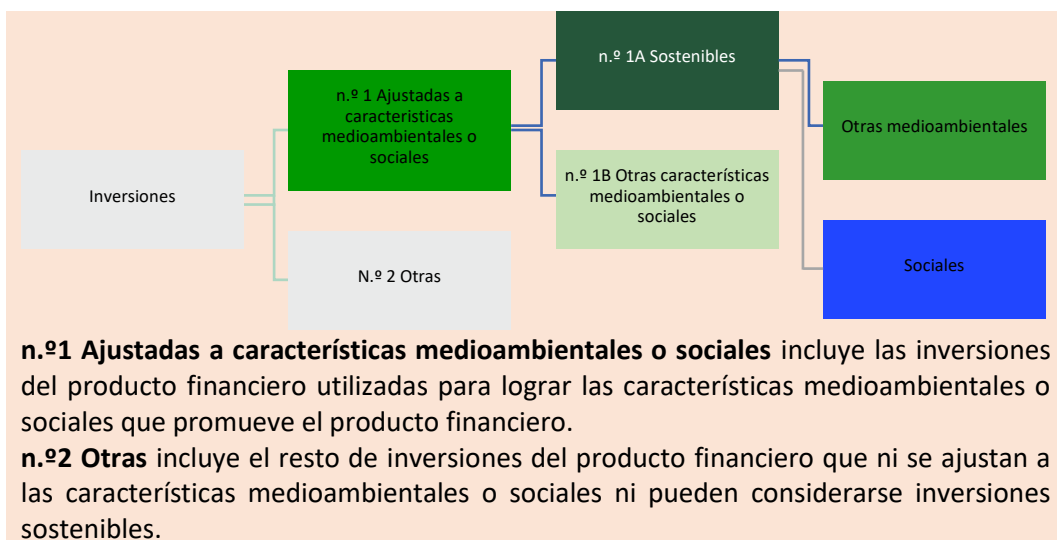 n.º 1A Sostenibles
n.º 1 Ajustadas a
caracteristicas
medioambientales o
sociales
Otras medioambientales
Inversiones
n.º 1B Otras características
medioambientales o
sociales
N.º 2 Otras
Sociales
n.º1 Ajustadas a características medioambientales o sociales incluye las inversiones
del producto financiero utilizadas para lograr las características medioambientales o
sociales que promueve el producto financiero.
n.º2 Otras incluye el resto de inversiones del producto financiero que ni se ajustan a
las características medioambientales o sociales ni pueden considerarse inversiones
sostenibles.